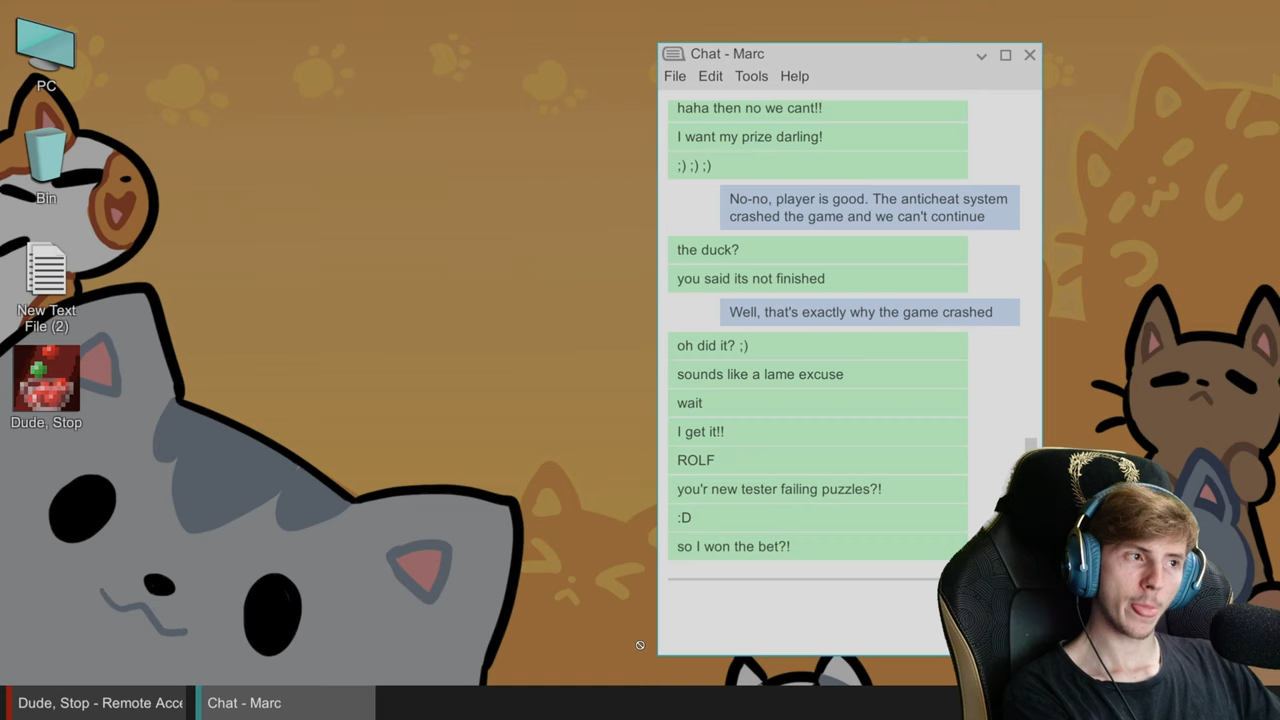 PC
Bin
New Text
File (2)
Dude, Stop
Chat - Marc
File Edit Tools Help
haha then no we cant!!
I want my prize darling!
;) ;) ;)
No-no, player is good. The anticheat system
crashed the game and we can't continue
the duck?
you said its not finished
Well, that's exactly why the game crashed
oh did it? ;)
sounds like a lame excuse
wait
I get it!!
ROLF
you'r new tester failing puzzles?!
:D
so I won the bet?!
Dude, Stop - Remote Acce
Chat - Marc